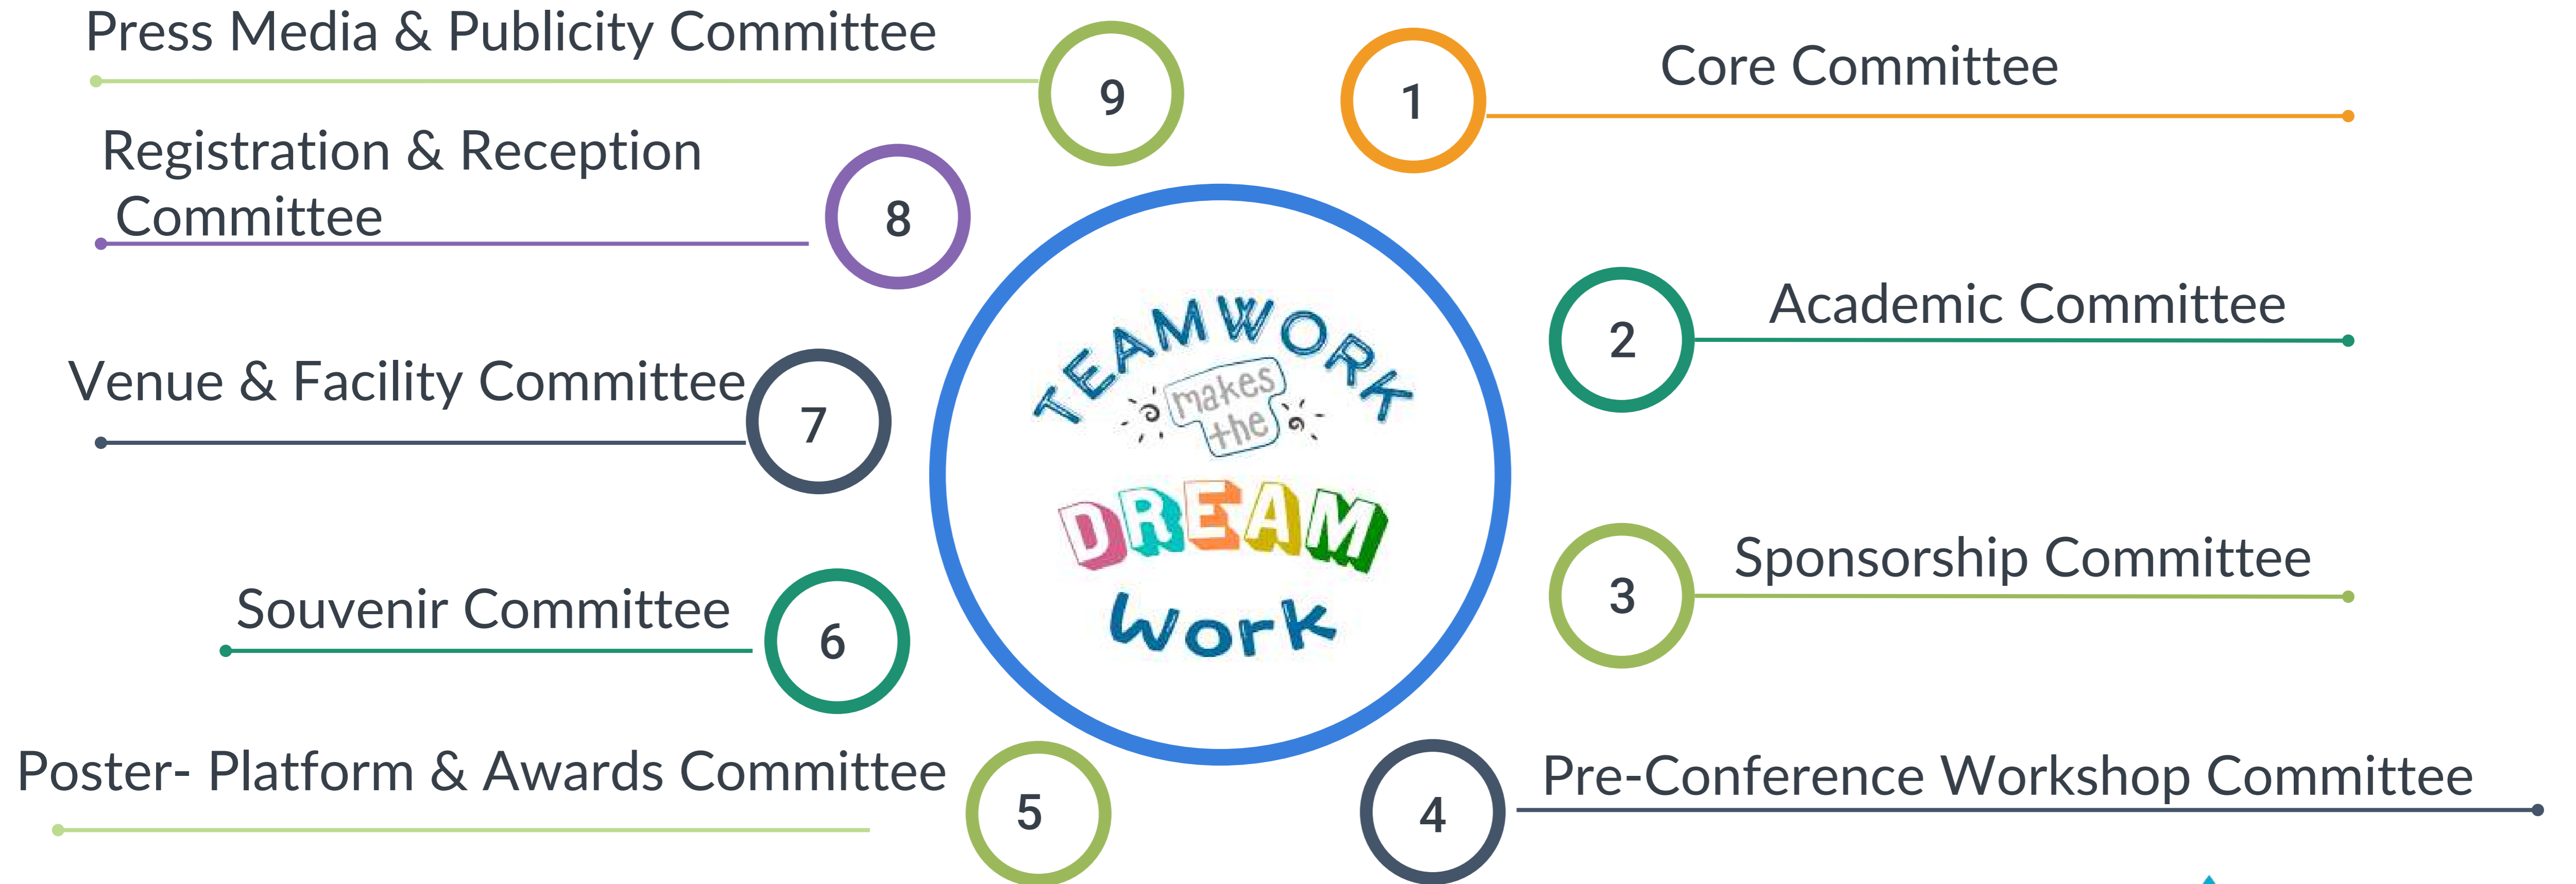 Press Media & Publicity Committee
9
1
Core Committee
Registration & Reception
Committee
8
2
Academic Committee
Venue & Facility Committee
7
TEAMWORK
makes
the
DREAM
Work
3
Sponsorship Committee
Souvenir Committee
6
Poster- Platform & Awards Committee
5
4
Pre-Conference Workshop Committee